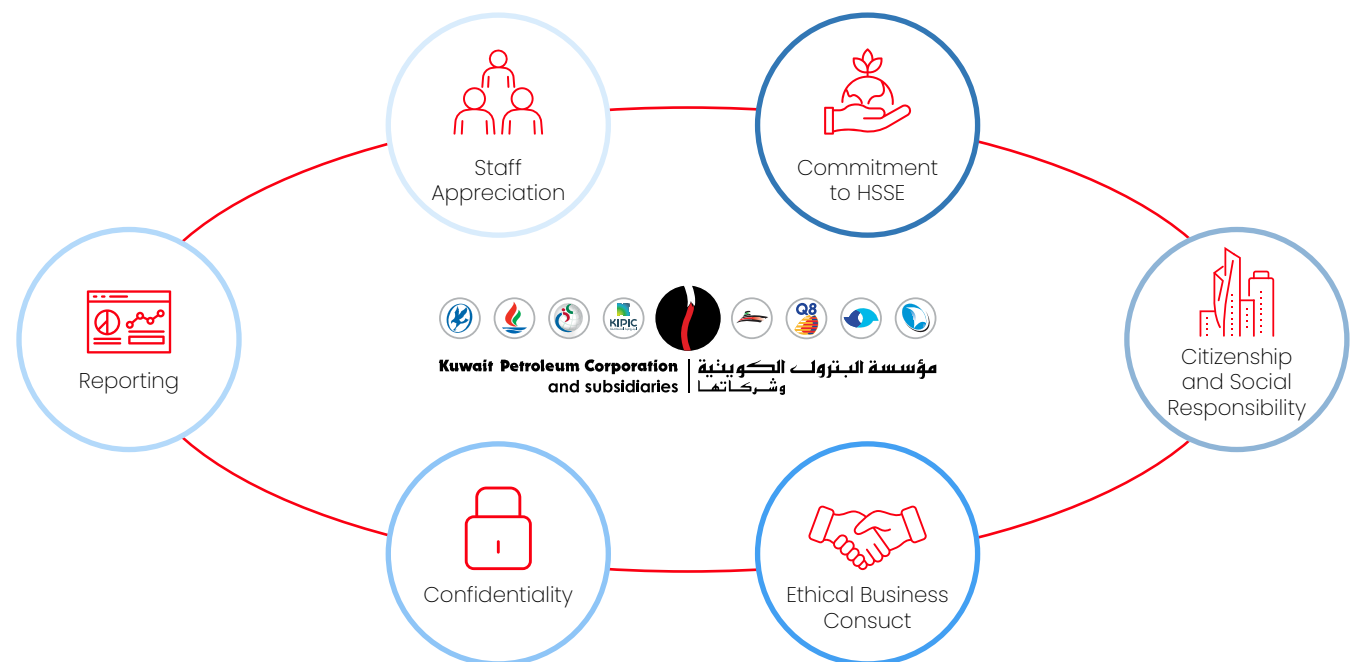 Staff
Appreciation
Commitment
to HSSE
Reporting
Citizenship
and Social
Responsibility
KIPIC
Q8
Kuwait Petroleum Corporation
and subsidiaries
مؤسسة البترول الكويتية
وشركاتها
Confidentiality
Ethical Business
Consuct